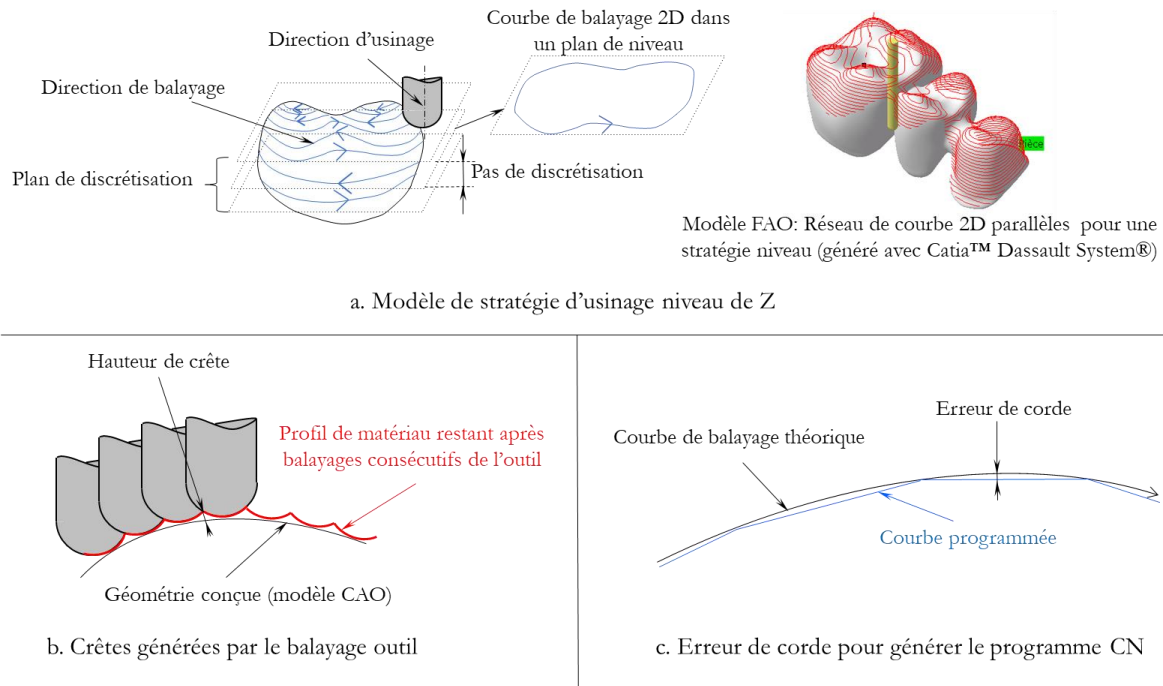 Courbe de balayage 2D dans
un plan de niveau
Direction d'usinage
Direction de balayage
Plan de discrétisation
Pas de discrétisation
Pièce
Modèle FAO: Réseau de courbe 2D parallèles pour une
stratégie niveau (généré avec Catia™ Dassault System®)
a. Modèle de stratégie d'usinage niveau de Z
Hauteur de crête
Profil de matériau restant après
balayages consécutifs de l'outil
Géométrie conçue (modèle CAO)
b. Crêtes générées par le balayage outil
Erreur de corde
Courbe de balayage théorique
Courbe programmée
c. Erreur de corde pour générer le programme CN